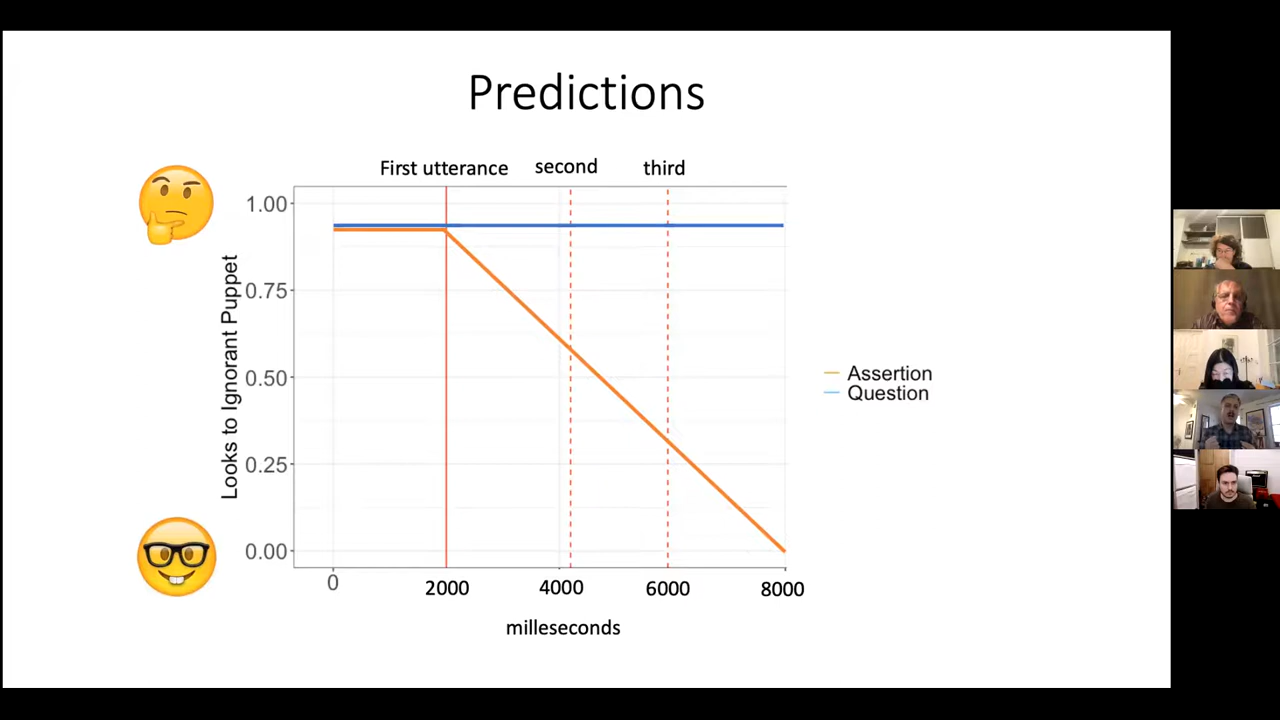 Predictions
First utterance
second
third
Looks to Ignorant Puppet
1.00
0.75
0.50
0.25
0.00
0
2000
4000
6000
8000
milleseconds
Assertion
Question